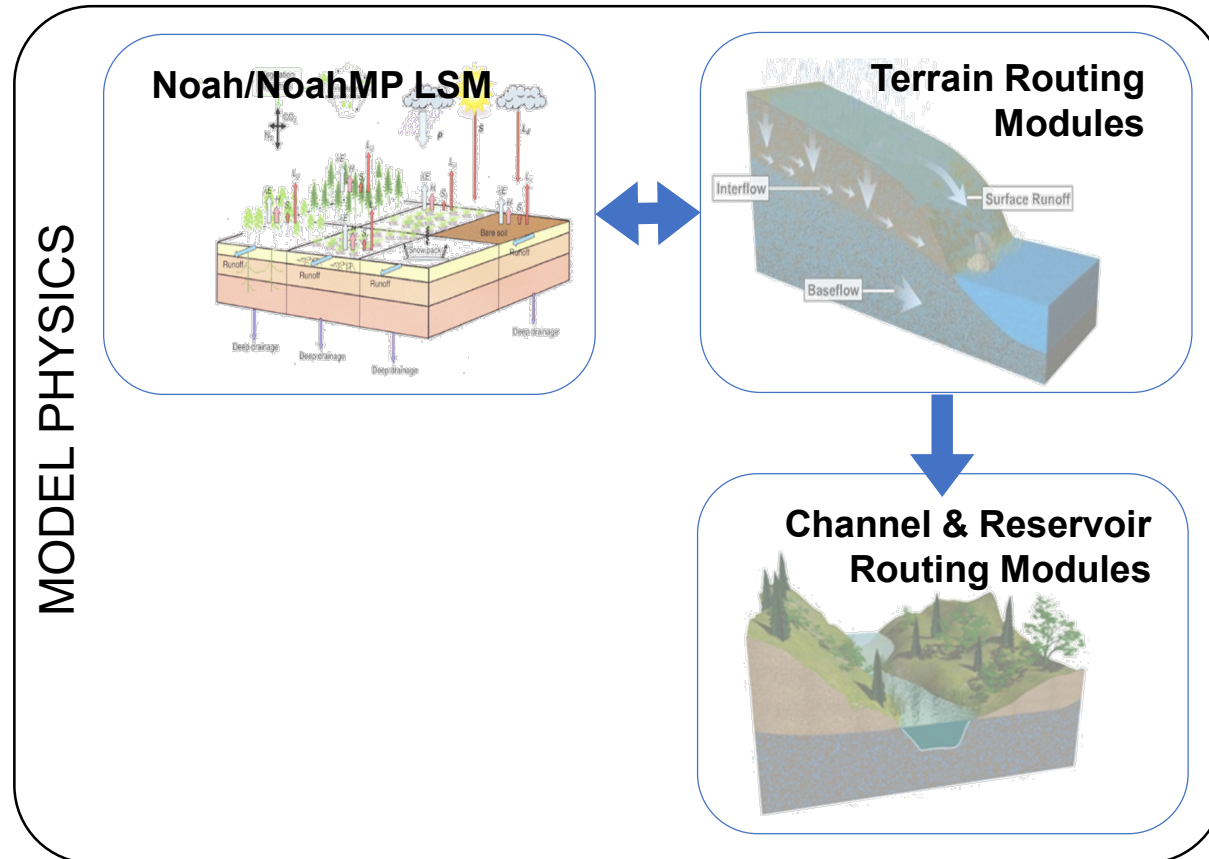 MODEL PHYSICS
Noah/NoahMP LSM
CO₂
P
S
Bare soil
Snowpack
Runoff
Runoff
Runoff
Runoff
Deep drainage
Deep drainage
Deep drainage
Deep drainage
Terrain Routing
Modules
Interflow
Surface Runoff
Baseflow
Channel & Reservoir
Routing Modules